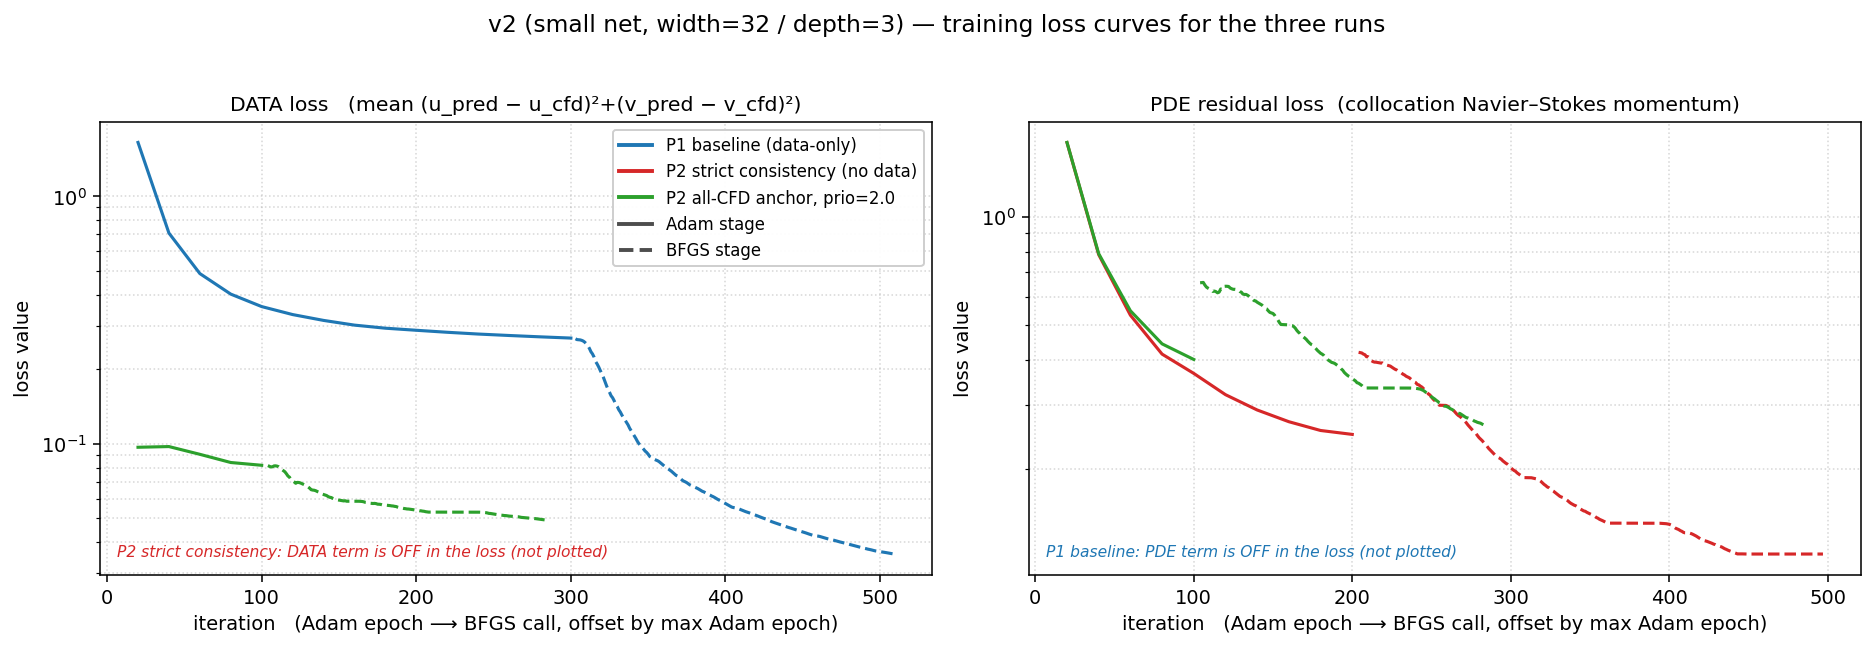 v2 (small net, width=32 / depth=3) — training loss curves for the three runs
DATA loss (mean (u_pred − u_cfd)²+(v_pred − v_cfd)²)
loss value
10⁰
10⁻¹
P1 baseline (data-only)
P2 strict consistency (no data)
P2 all-CFD anchor, prio=2.0
Adam stage
BFGS stage
P2 strict consistency: DATA term is OFF in the loss (not plotted)
0 100 200 300 400 500
iteration (Adam epoch ⟶ BFGS call, offset by max Adam epoch)
PDE residual loss (collocation Navier–Stokes momentum)
loss value
10⁰
P1 baseline: PDE term is OFF in the loss (not plotted)
0 100 200 300 400 500
iteration (Adam epoch ⟶ BFGS call, offset by max Adam epoch)